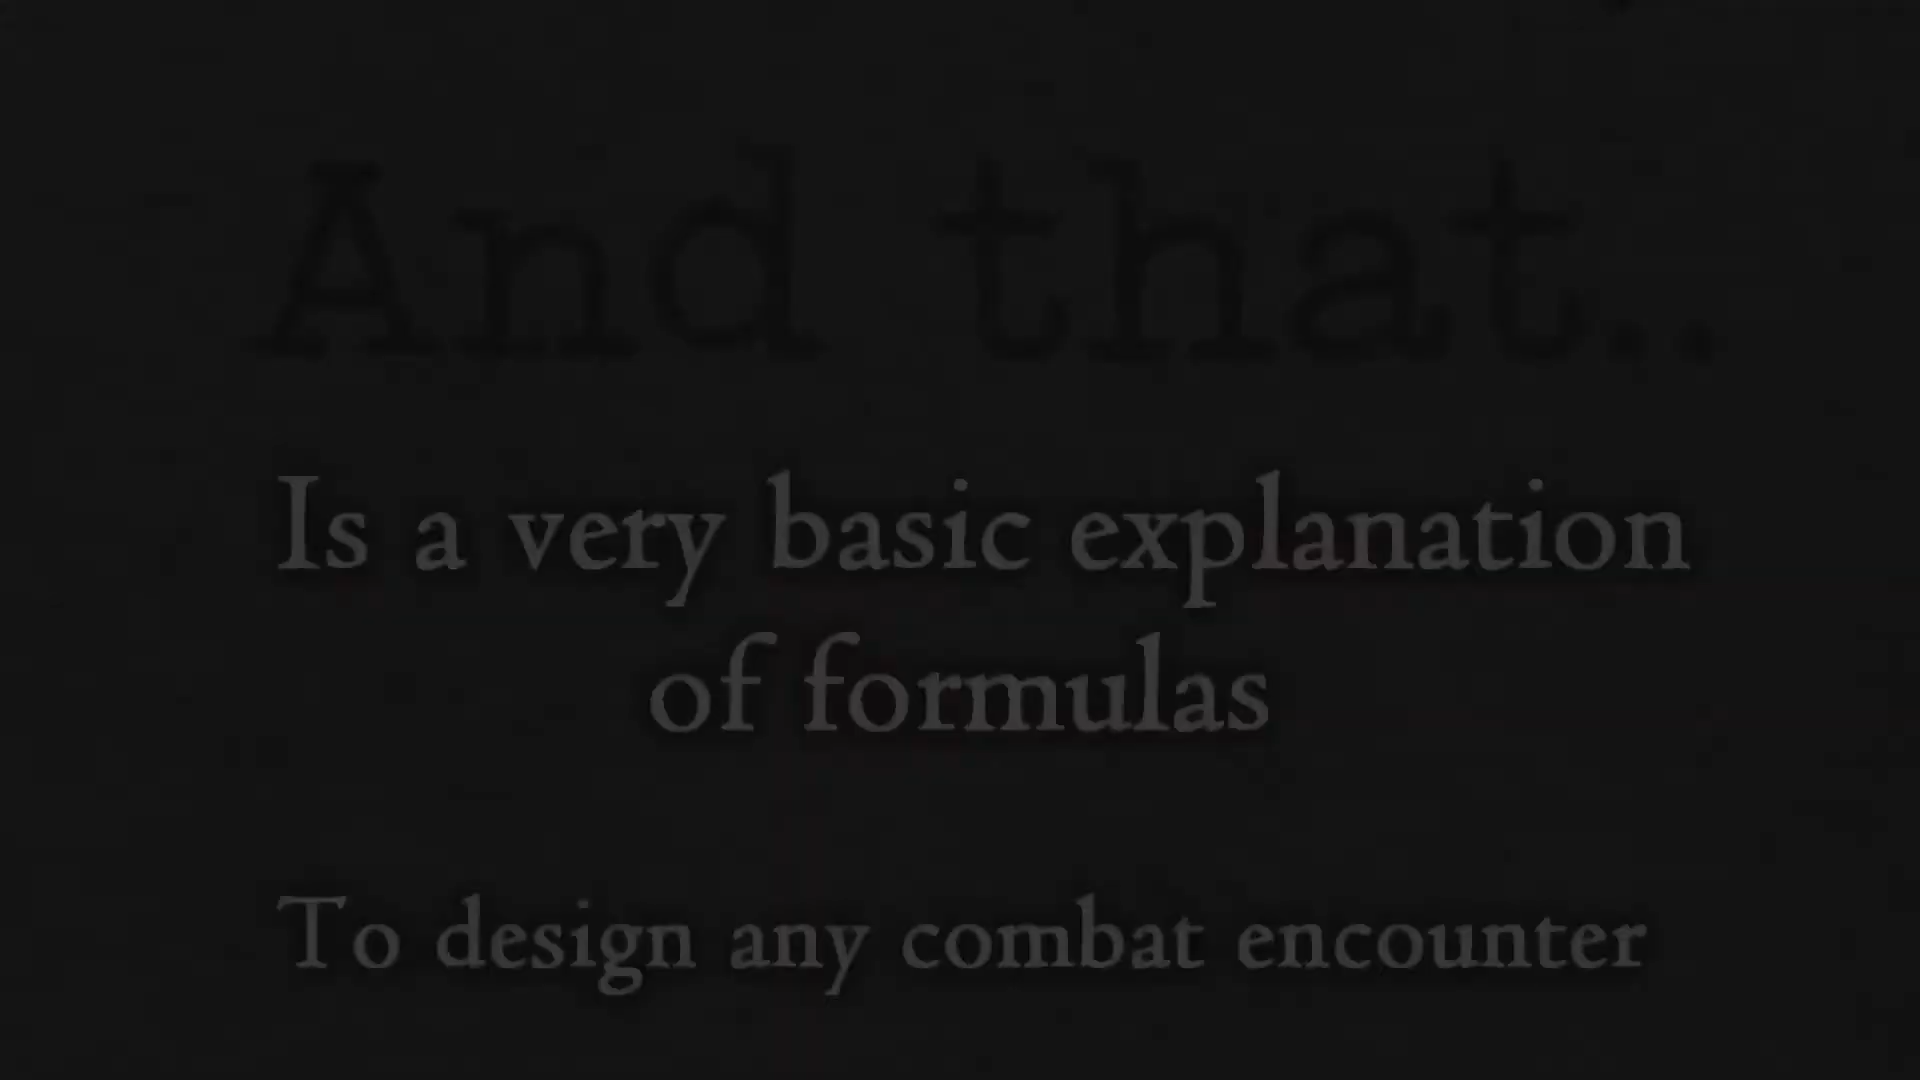 And that..
Is a very basic explanation
of formulas
To design any combat encounter